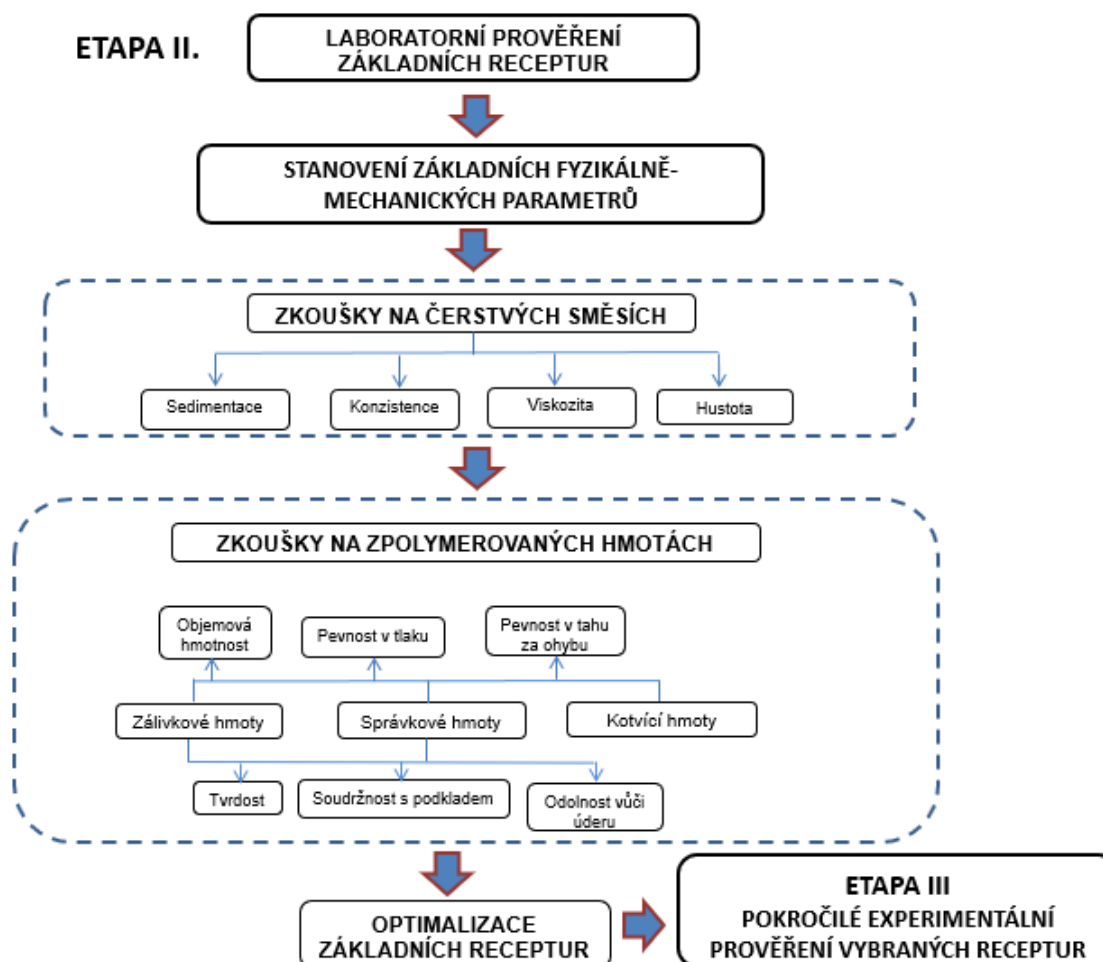 ETAPA II.
LABORATORNÍ PROVĚŘENÍ
ZÁKLADNÍCH RECEPTUR
STANOVENÍ ZÁKLADNÍCH FYZIKÁLNĚ-
MECHANICKÝCH PARAMETRŮ
ZKOUŠKY NA ČERSTVÝCH SMĚSÍCH
Sedimentace
Konzistence
Viskozita
Hustota
ZKOUŠKY NA ZPOLYMEROVANÝCH HMOTÁCH
Objemová
hmotnost
Pevnost v tlaku
Pevnost v tahu
za ohybu
Zálivkové hmoty
Správkové hmoty
Kotvící hmoty
Tvrdost
Soudržnost s podkladem
Odolnost vůči
úderu
OPTIMALIZACE
ZÁKLADNÍCH RECEPTUR
ETAPA III
POKROČILÉ EXPERIMENTÁLNÍ
PROVĚŘENÍ VYBRANÝCH RECEPTUR